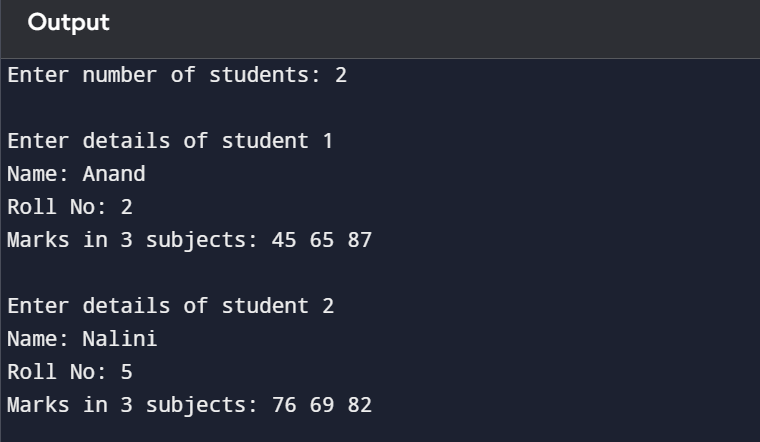 Output
Enter number of students: 2
Enter details of student 1
Name: Anand
Roll No: 2
Marks in 3 subjects: 45 65 87
Enter details of student 2
Name: Nalini
Roll No: 5
Marks in 3 subjects: 76 69 82